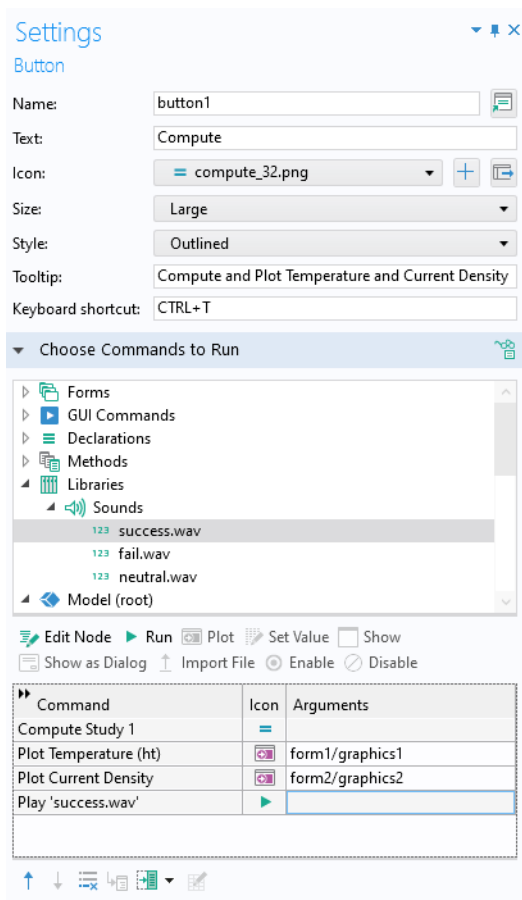 Settings
Button
Name: button1
Text: Compute
Icon: compute_32.png
Size: Large
Style: Outlined
Tooltip: Compute and Plot Temperature and Current Density
Keyboard shortcut: CTRL+T
Choose Commands to Run
Forms
GUI Commands
Declarations
Methods
Libraries
Sounds
123 success.wav
123 fail.wav
123 neutral.wav
Model (root)
Edit Node Run Plot Set Value Show
Show as Dialog Import File Enable Disable
Command Icon Arguments
Compute Study 1
Plot Temperature (ht) form1/graphics1
Plot Current Density form2/graphics2
Play 'success.wav'